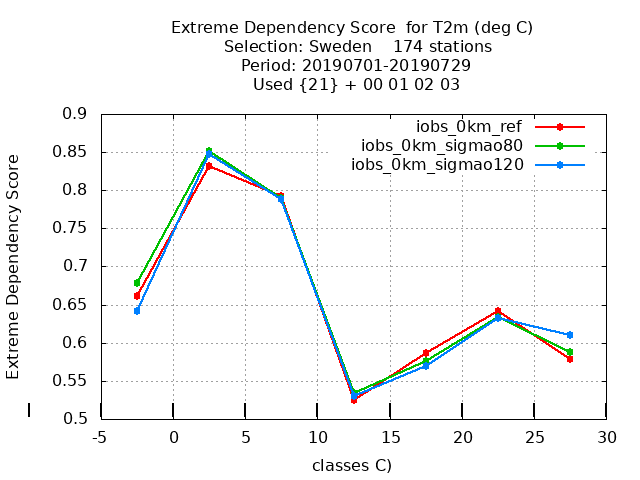 Extreme Dependency Score  for T2m (deg C)
Selection: Sweden    174 stations
Period: 20190701-20190729
Used {21} + 00 01 02 03
iobs_0km_ref
iobs_0km_sigmao80
iobs_0km_sigmao120
Extreme Dependency Score
0.9
0.85
0.8
0.75
0.7
0.65
0.6
0.55
0.5
-5 0 5 10 15 20 25 30
classes C)